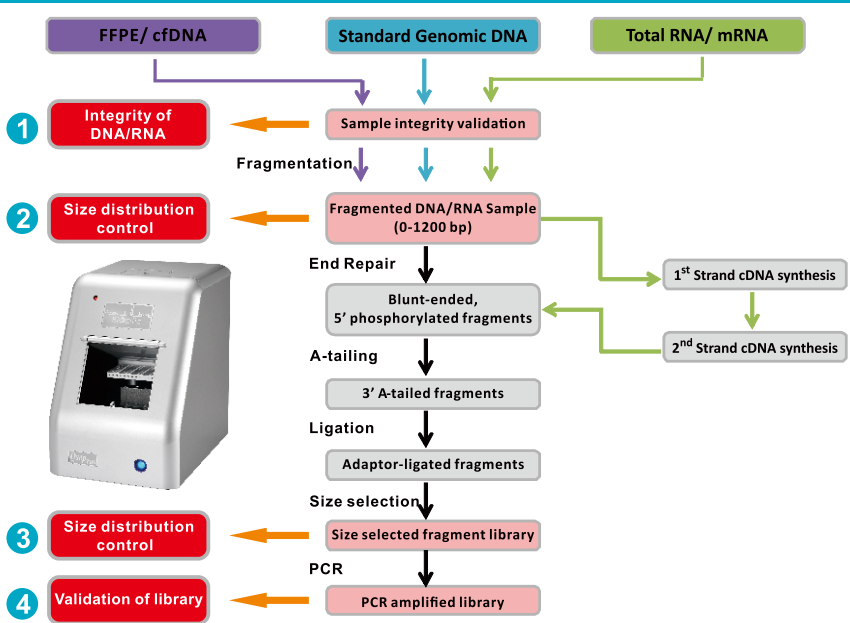 FFPE/ cfDNA
Standard Genomic DNA
Total RNA/ mRNA
1
Integrity of
DNA/RNA
Sample integrity validation
Fragmentation
2
Size distribution
control
Fragmented DNA/RNA Sample
(0-1200 bp)
End Repair
1st Strand cDNA synthesis
Blunt-ended,
5’ phosphorylated fragments
2nd Strand cDNA synthesis
A-tailing
3’ A-tailed fragments
Ligation
Adaptor-ligated fragments
Size selection
3
Size distribution
control
Size selected fragment library
PCR
4
Validation of library
PCR amplified library